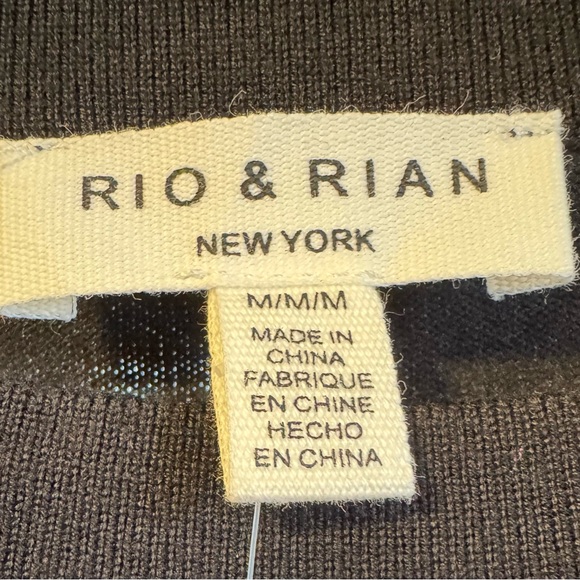 RIO & RIAN
NEW YORK
M/M/M
MADE IN
CHINA
FABRIQUE
EN CHINE
HECHO
EN CHINA